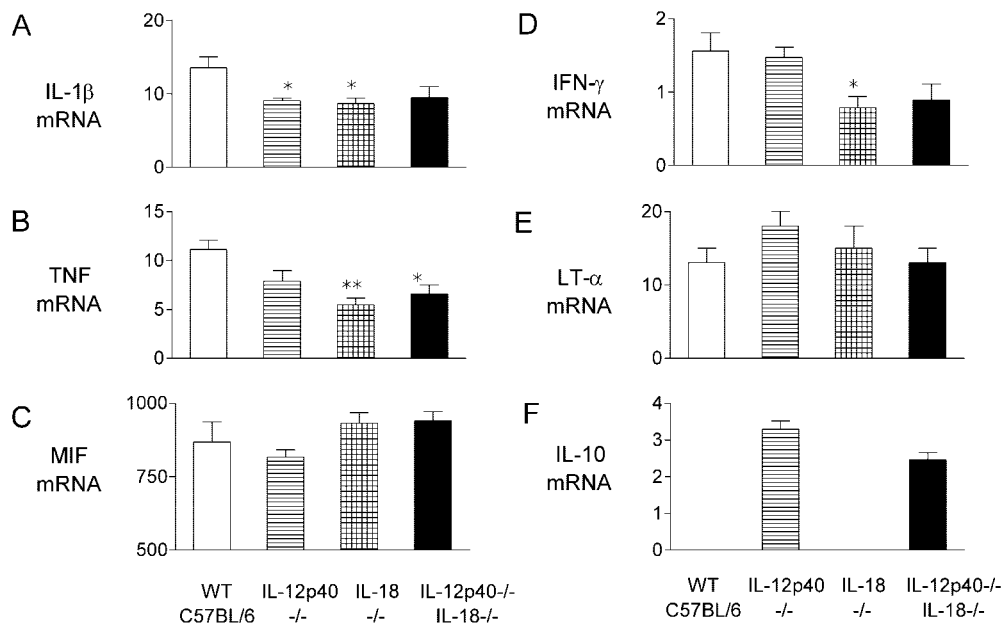 A
IL-1β
mRNA
20
10
0
*
*
B
TNF
mRNA
15
10
5
0
**
*
C
MIF
mRNA
1000
750
500
WT
C57BL/6
IL-12p40
-/-
IL-18
-/-
IL-12p40-/-
IL-18-/-
D
IFN-γ
mRNA
2
1
0
*
E
LT-α
mRNA
20
10
0
F
IL-10
mRNA
4
3
2
1
0
WT
C57BL/6
IL-12p40
-/-
IL-18
-/-
IL-12p40-/-
IL-18-/-